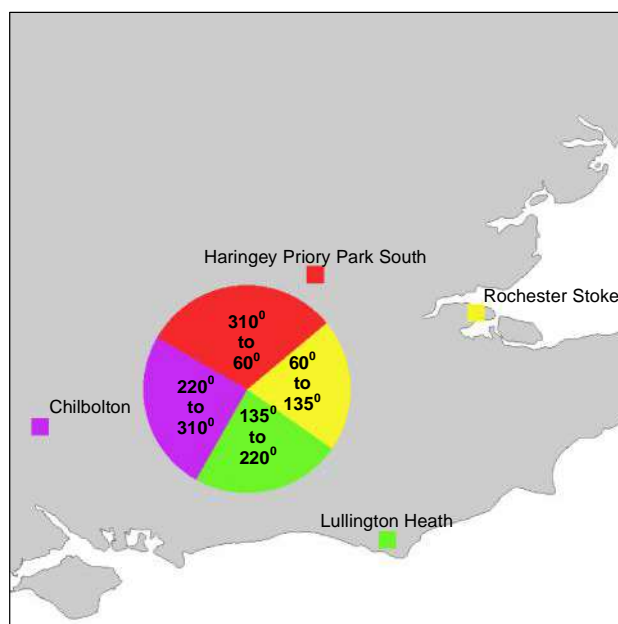 Haringey Priory Park South
Rochester Stoke
310⁰
to
60⁰
60⁰
to
135⁰
220⁰
to
310⁰
Chilbolton
135⁰
to
220⁰
Lullington Heath